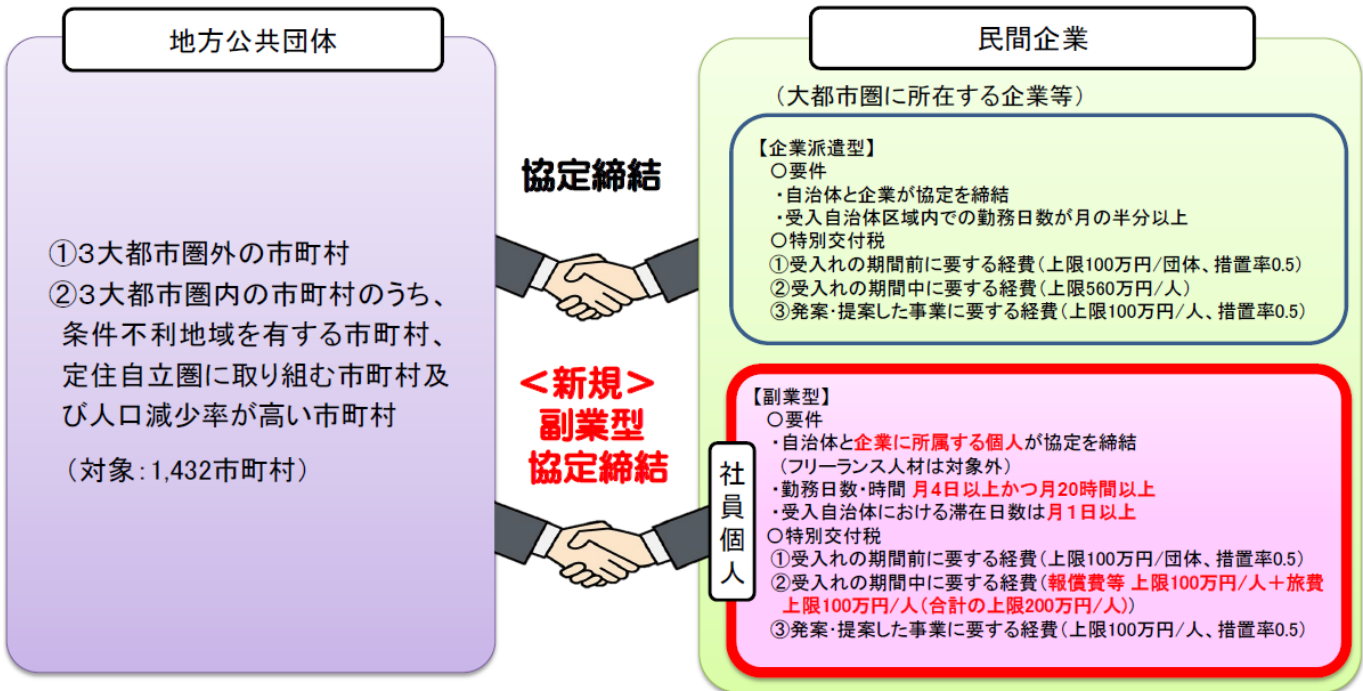 地方公共団体
①3大都市圏外の市町村
②3大都市圏内の市町村のうち、
条件不利地域を有する市町村、
定住自立圏に取り組む市町村及
び人口減少率が高い市町村
(対象:1,432市町村)
協定締結
<新規>
副業型
協定締結
民間企業
(大都市圏に所在する企業等)
【企業派遣型】
○要件
・自治体と企業が協定を締結
・受入自治体区域内での勤務日数が月の半分以上
○特別交付税
①受入れの期間前に要する経費(上限100万円/団体、措置率0.5)
②受入れの期間中に要する経費(上限560万円/人)
③発案・提案した事業に要する経費(上限100万円/人、措置率0.5)
社員個人
【副業型】
○要件
・自治体と企業に所属する個人が協定を締結
(フリーランス人材は対象外)
・勤務日数・時間 月4日以上かつ月20時間以上
・受入自治体における滞在日数は月1日以上
○特別交付税
①受入れの期間前に要する経費(上限100万円/団体、措置率0.5)
②受入れの期間中に要する経費(報償費等 上限100万円/人+旅費
上限100万円/人(合計の上限200万円/人))
③発案・提案した事業に要する経費(上限100万円/人、措置率0.5)